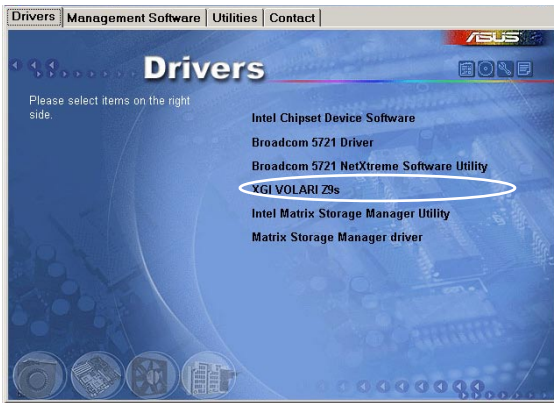 Drivers Management Software Utilities Contact
ASUS
Drivers
Please select items on the right
side.
Intel Chipset Device Software
Broadcom 5721 Driver
Broadcom 5721 NetXtreme Software Utility
XGI VOLARI Z9s
Intel Matrix Storage Manager Utility
Matrix Storage Manager driver